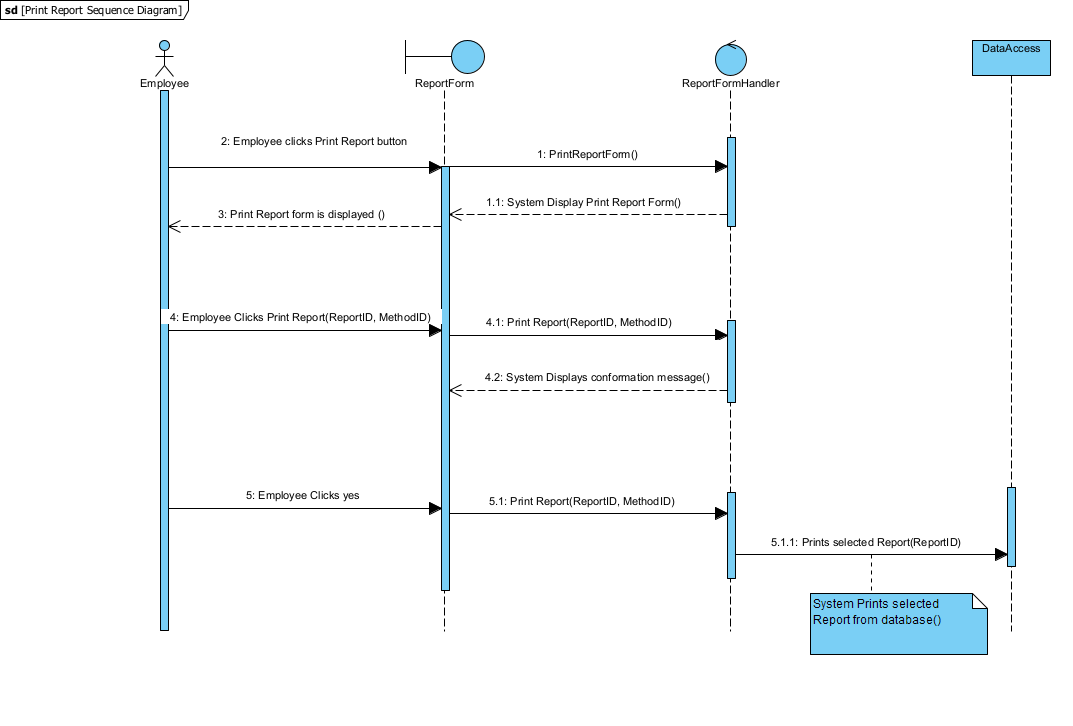 sd [Print Report Sequence Diagram]
Employee
ReportForm
ReportFormHandler
DataAccess
2: Employee clicks Print Report button
1: PrintReportForm()
1.1: System Display Print Report Form()
3: Print Report form is displayed ()
4: Employee Clicks Print Report(ReportID, MethodID)
4.1: Print Report(ReportID, MethodID)
4.2: System Displays conformation message()
5: Employee Clicks yes
5.1: Print Report(ReportID, MethodID)
5.1.1: Prints selected Report(ReportID)
System Prints selected
Report from database()